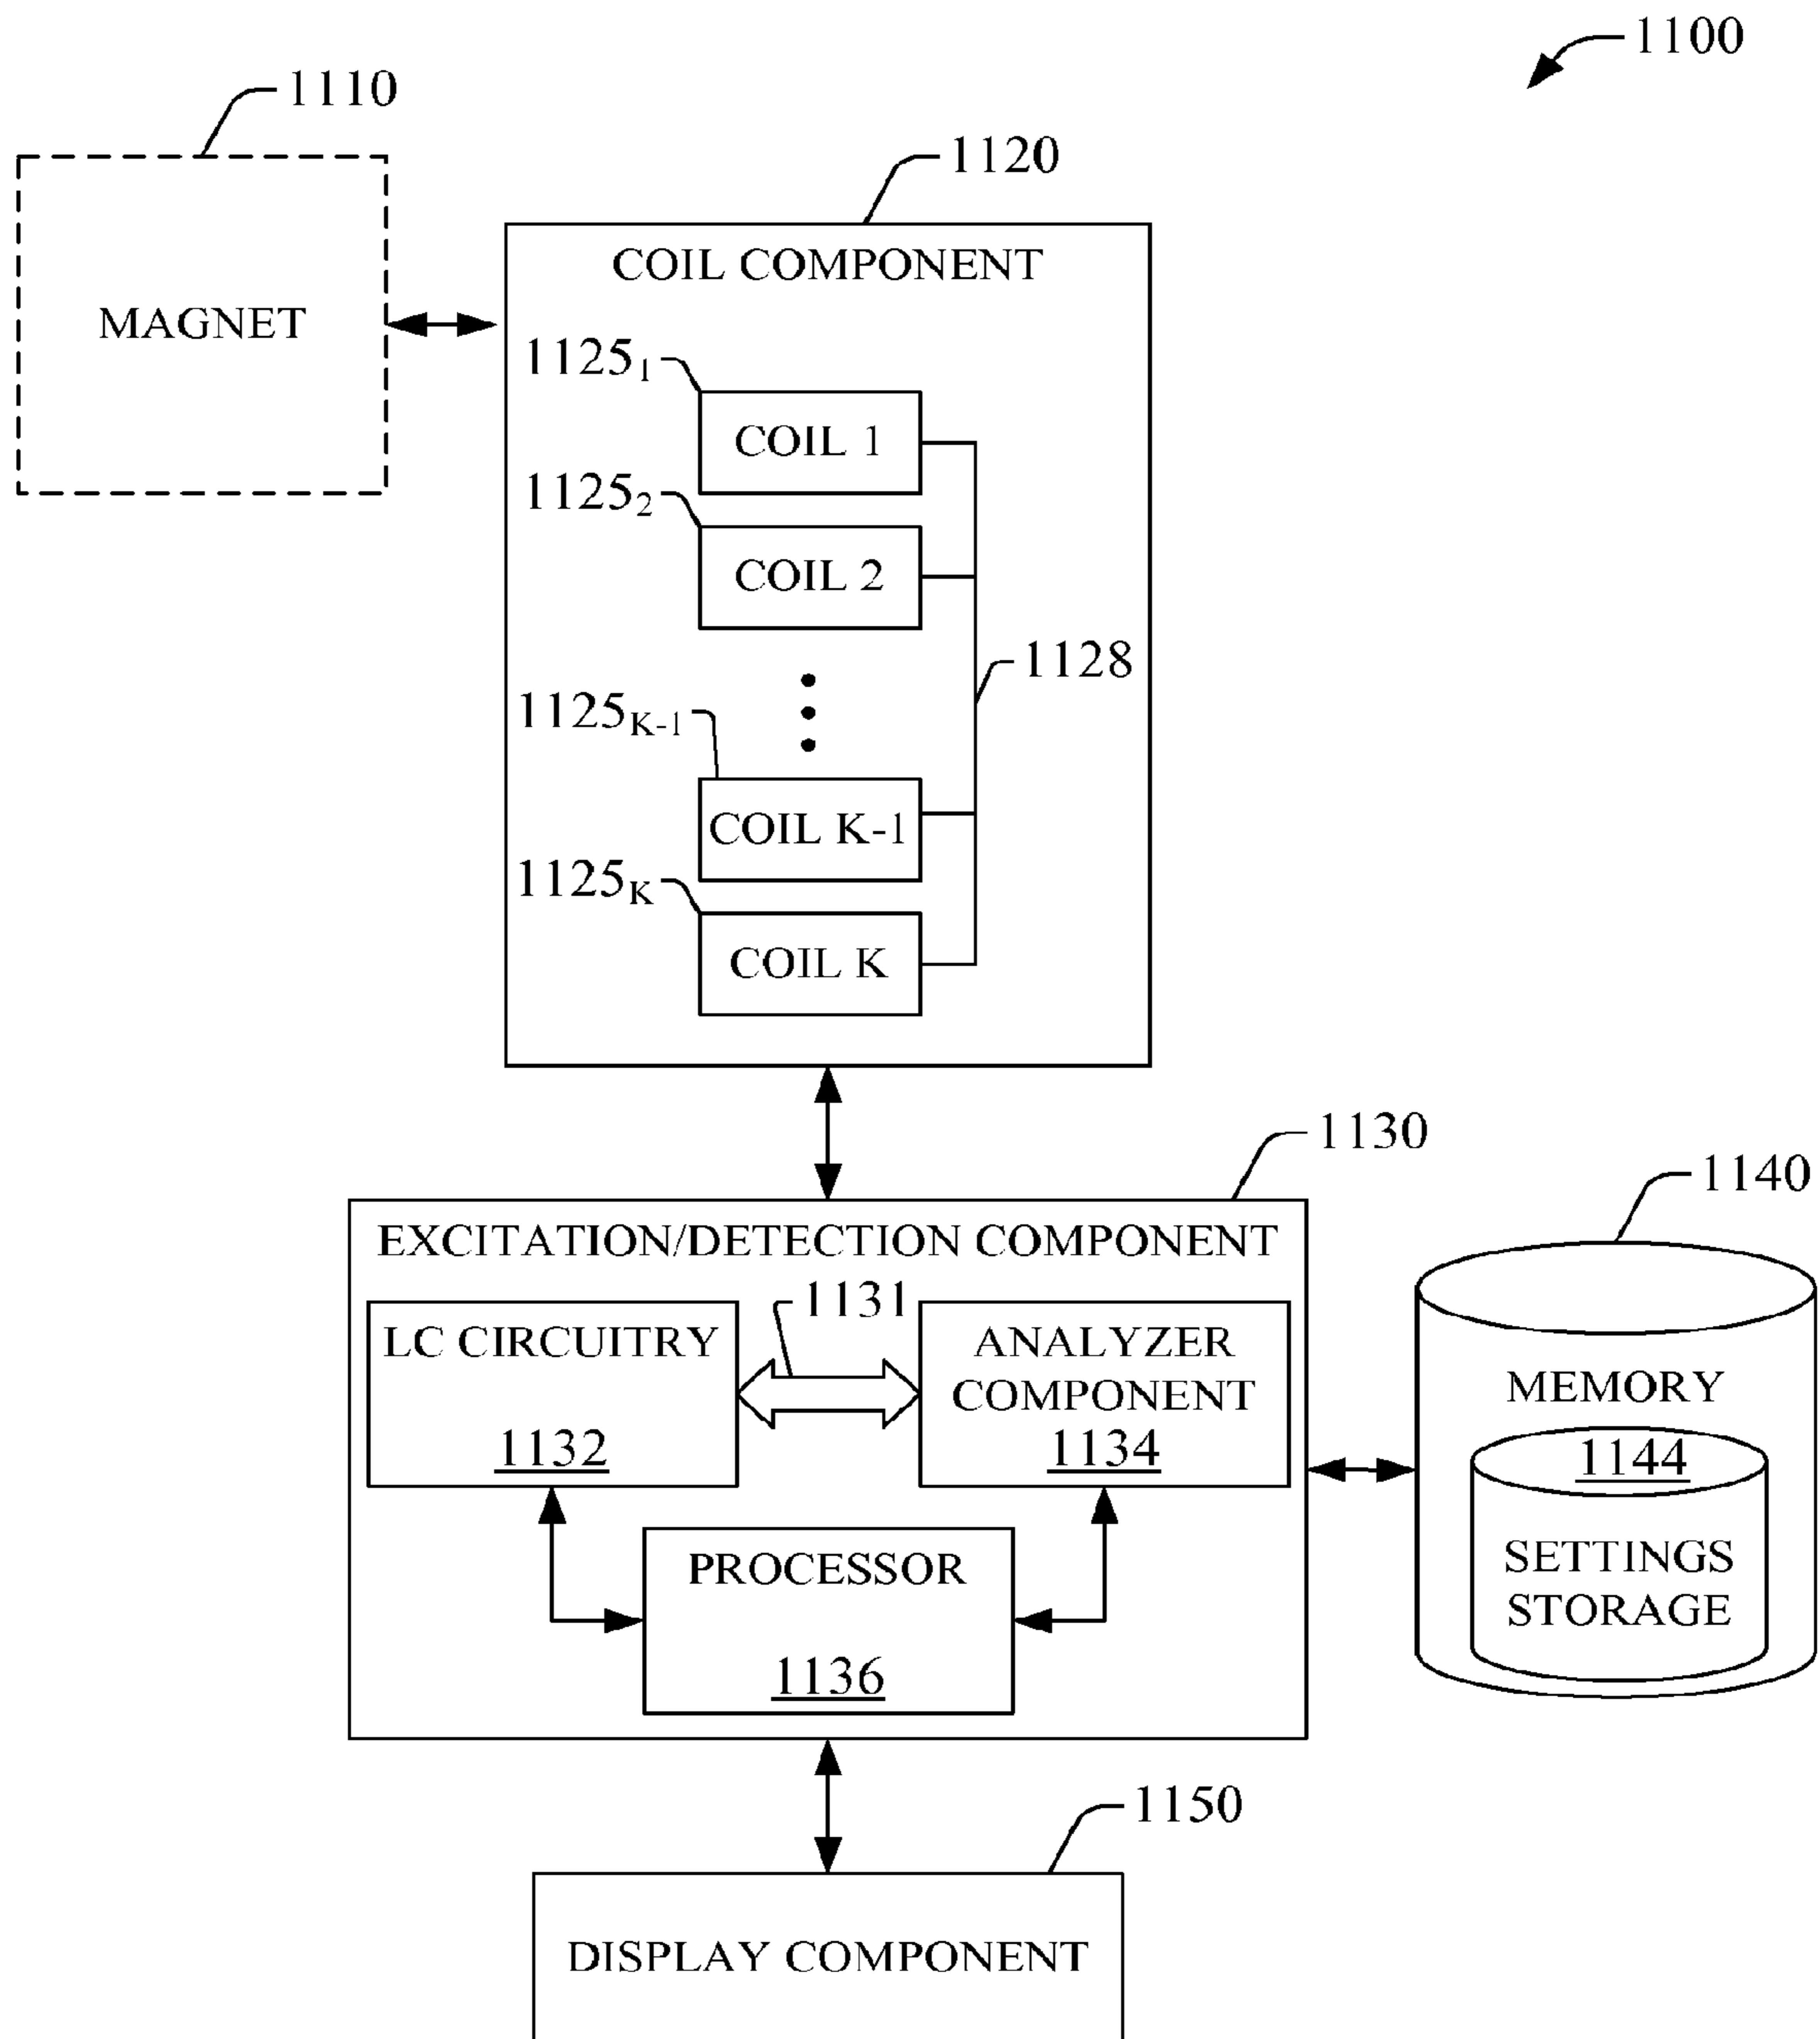 1100
1110
MAGNET
1120
COIL COMPONENT
1125₁
COIL 1
1125₂
COIL 2
1128
1125K-1
COIL K-1
1125K
COIL K
1130
EXCITATION/DETECTION COMPONENT
1131
LC CIRCUITRY
1132
ANALYZER
COMPONENT
1134
PROCESSOR
1136
1140
MEMORY
1144
SETTINGS
STORAGE
1150
DISPLAY COMPONENT